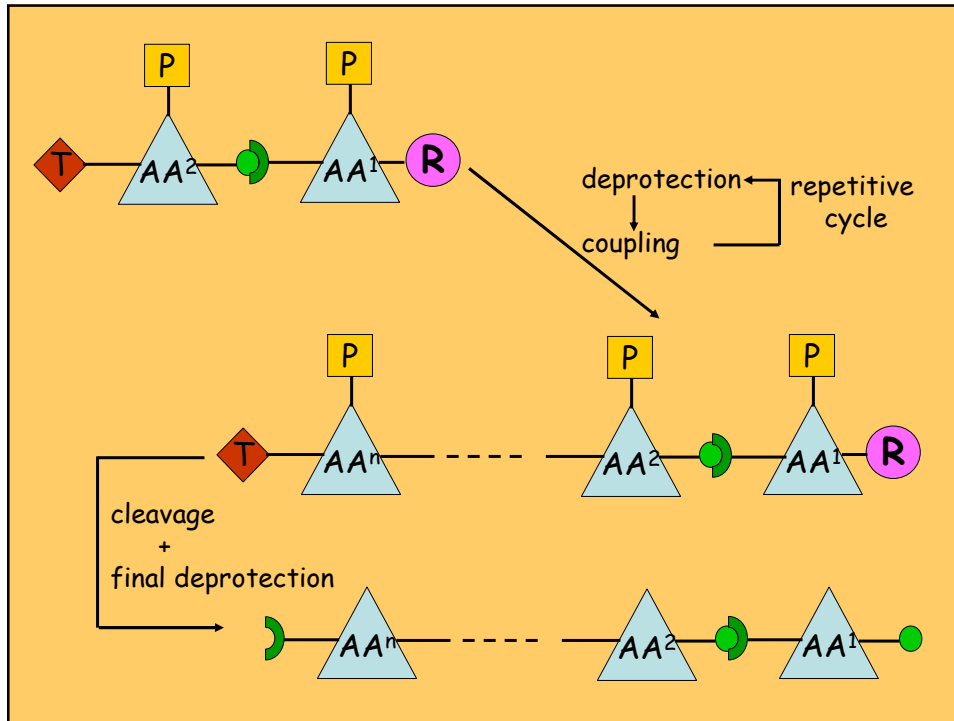 P P
T AA² AA¹ R
deprotection
coupling
repetitive
cycle
P P P
T AAⁿ AA² AA¹ R
cleavage
+
final deprotection
AAⁿ AA² AA¹